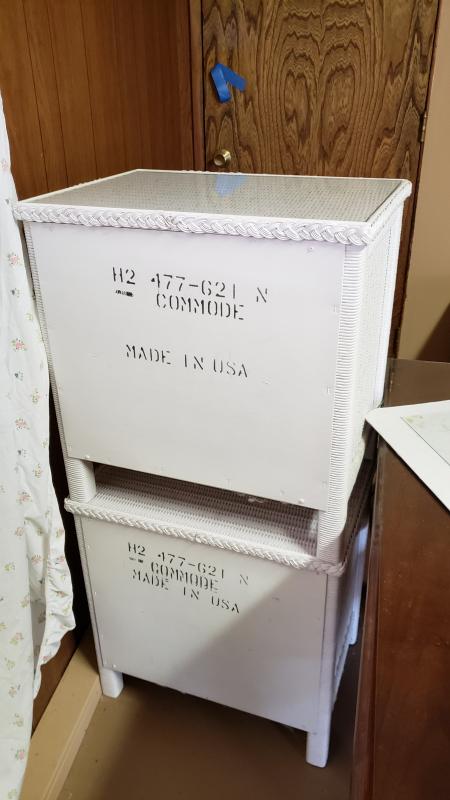 H2 477-621 N
COMMODE
MADE IN USA
H2 477-621 N
COMMODE
MADE IN USA